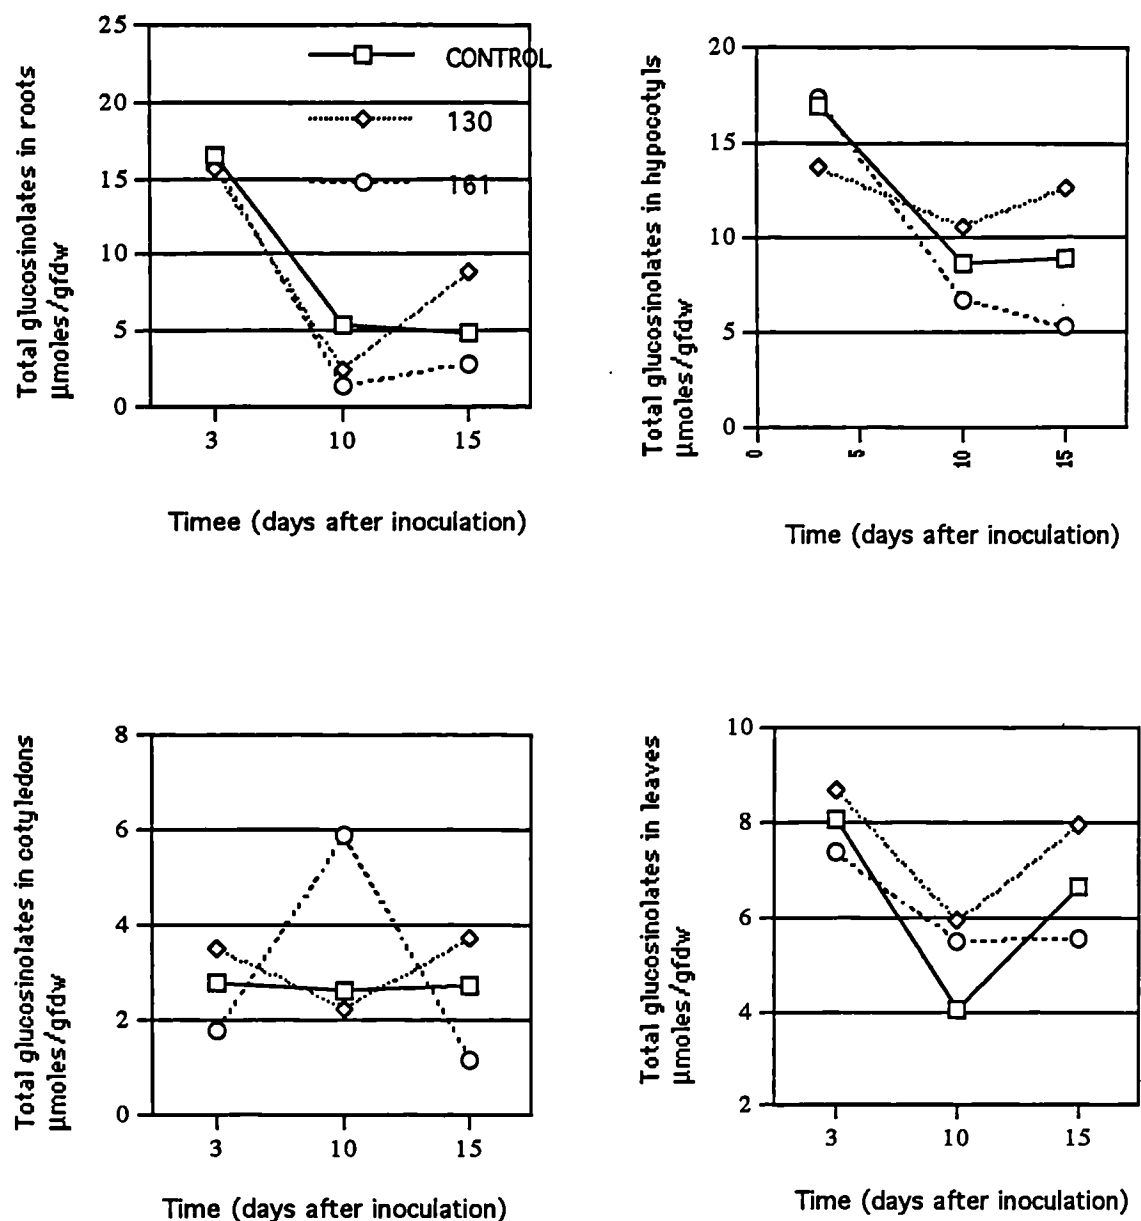 Total glucosinolates in roots
µmoles/gfdw
25
20
15
10
5
0
CONTROL
130
161
3 10 15
Timee (days after inoculation)
Total glucosinolates in hypocotyls
µmoles/gfdw
20
15
10
5
0
0 5 10 15
Time (days after inoculation)
Total glucosinolates in cotyledons
µmoles/gfdw
8
6
4
2
0
3 10 15
Time (days after inoculation)
Total glucosinolates in leaves
µmoles/gfdw
10
8
6
4
2
3 10 15
Time (days after inoculation)